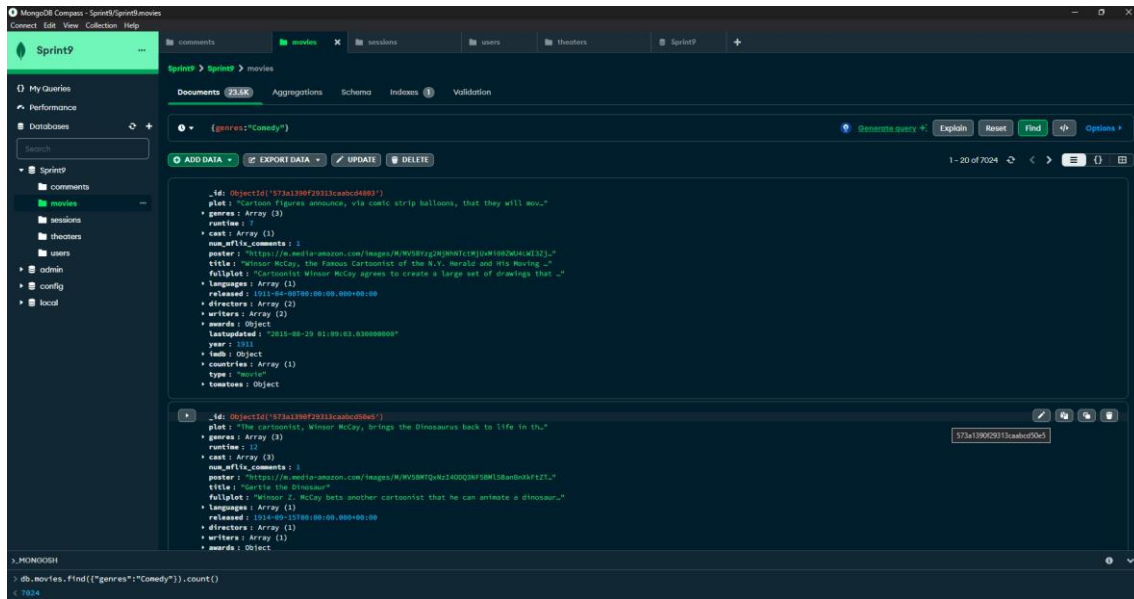 MongoDB Compass - Sprint9/Sprint9.movies
Connect Edit View Collection Help
Sprint9
comments movies sessions users theaters Sprint9
Sprint9 > Sprint9 > movies
{} My Queries
Performance
Databases
Search
Sprint9
comments
movies
sessions
theaters
users
admin
config
local
Documents 23.5K Aggregations Schema Indexes 1 Validation
{genres:"Comedy"}
Generate query Explain Reset Find </> Options
ADD DATA EXPORT DATA UPDATE DELETE
1 - 20 of 7024
_id: ObjectId('573a1390f29313caabcd4803')
plot : "Cartoon figures announce, via comic strip balloons, that they will mov…"
genres : Array (3)
runtime : 7
cast : Array (1)
num_mflix_comments : 1
poster :
title : "Winsor McCay, the Famous Cartoonist of the N.Y. Herald and His Moving …"
fullplot : "Cartoonist Winsor McCay agrees to create a large set of drawings that …"
languages : Array (1)
released : 1911-04-08T00:00:00.000+00:00
directors : Array (2)
writers : Array (2)
awards : Object
lastupdated : "2015-08-29 01:09:03.030000000"
year : 1911
imdb : Object
countries : Array (1)
type : "movie"
tomatoes : Object
_id: ObjectId('573a1390f29313caabcd50e5')
plot : "The cartoonist, Winsor McCay, brings the Dinosaurus back to life in th…"
573a1390f29313caabcd50e5
genres : Array (3)
runtime : 12
cast : Array (3)
num_mflix_comments : 1
poster :
title : "Gertie the Dinosaur"
fullplot : "Winsor Z. McCay bets another cartoonist that he can animate a dinosaur…"
languages : Array (1)
released : 1914-09-15T00:00:00.000+00:00
directors : Array (1)
writers : Array (1)
awards : Object
>_MONGOSH
> db.movies.find({"genres":"Comedy"}).count()
< 7024